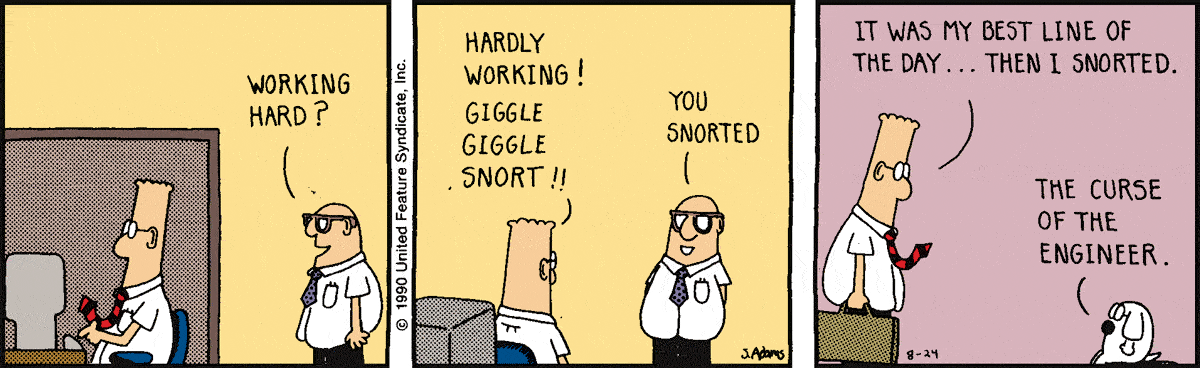 WORKING
HARD?
© 1990 United Feature Syndicate, Inc.
HARDLY
WORKING!
GIGGLE
GIGGLE
SNORT!!
YOU
SNORTED
S.Adams
IT WAS MY BEST LINE OF
THE DAY... THEN I SNORTED.
THE CURSE
OF THE
ENGINEER.
8-24